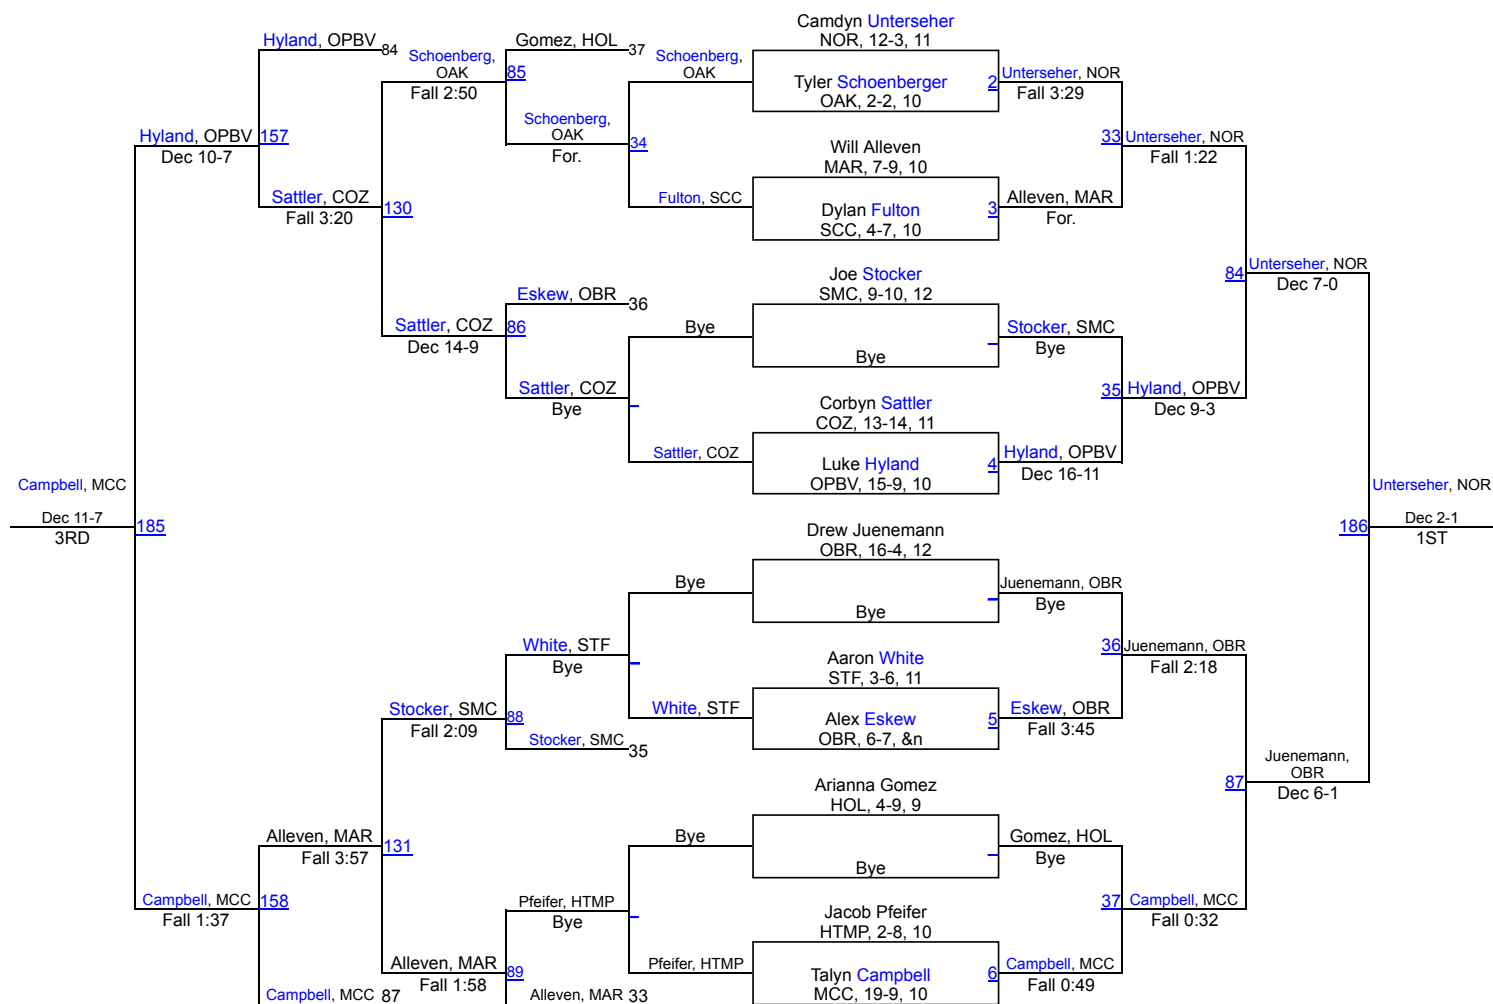 Camdyn Unterseher
NOR, 12-3, 11
Hyland, OPBV 84
Schoenberg,
OAK
Fall 2:50
85
Gomez, HOL 37
Schoenberg,
OAK
Tyler Schoenberger
OAK, 2-2, 10
2
Unterseher, NOR
Fall 3:29
Hyland, OPBV
Dec 10-7
157
Schoenberg,
OAK
For.
34
Will Alleven
MAR, 7-9, 10
33
Unterseher, NOR
Fall 1:22
Sattler, COZ
Fall 3:20
130
Fulton, SCC
Dylan Fulton
SCC, 4-7, 10
3
Alleven, MAR
For.
84
Unterseher, NOR
Dec 7-0
Joe Stocker
SMC, 9-10, 12
Eskew, OBR 36
Sattler, COZ
Dec 14-9
86
Bye
Bye
Stocker, SMC
Bye
Sattler, COZ
Bye
Corbyn Sattler
COZ, 13-14, 11
35
Hyland, OPBV
Dec 9-3
Sattler, COZ
Luke Hyland
OPBV, 15-9, 10
4
Hyland, OPBV
Dec 16-11
Campbell, MCC
Dec 11-7
3RD
185
Unterseher, NOR
186
Dec 2-1
1ST
Drew Juenemann
OBR, 16-4, 12
Bye
Bye
Juenemann, OBR
Bye
White, STF
Bye
Aaron White
STF, 3-6, 11
36
Juenemann, OBR
Fall 2:18
Stocker, SMC
Fall 2:09
88
White, STF
Alex Eskew
OBR, 6-7, &n
5
Eskew, OBR
Fall 3:45
Stocker, SMC 35
87
Juenemann,
OBR
Dec 6-1
Arianna Gomez
HOL, 4-9, 9
Alleven, MAR
Fall 3:57
131
Bye
Bye
Gomez, HOL
Bye
Campbell, MCC
Fall 1:37
158
Pfeifer, HTMP
Bye
Jacob Pfeifer
HTMP, 2-8, 10
37
Campbell, MCC
Fall 0:32
Alleven, MAR
Fall 1:58
89
Pfeifer, HTMP
Talyn Campbell
MCC, 19-9, 10
6
Campbell, MCC
Fall 0:49
Campbell, MCC 87
Alleven, MAR 33